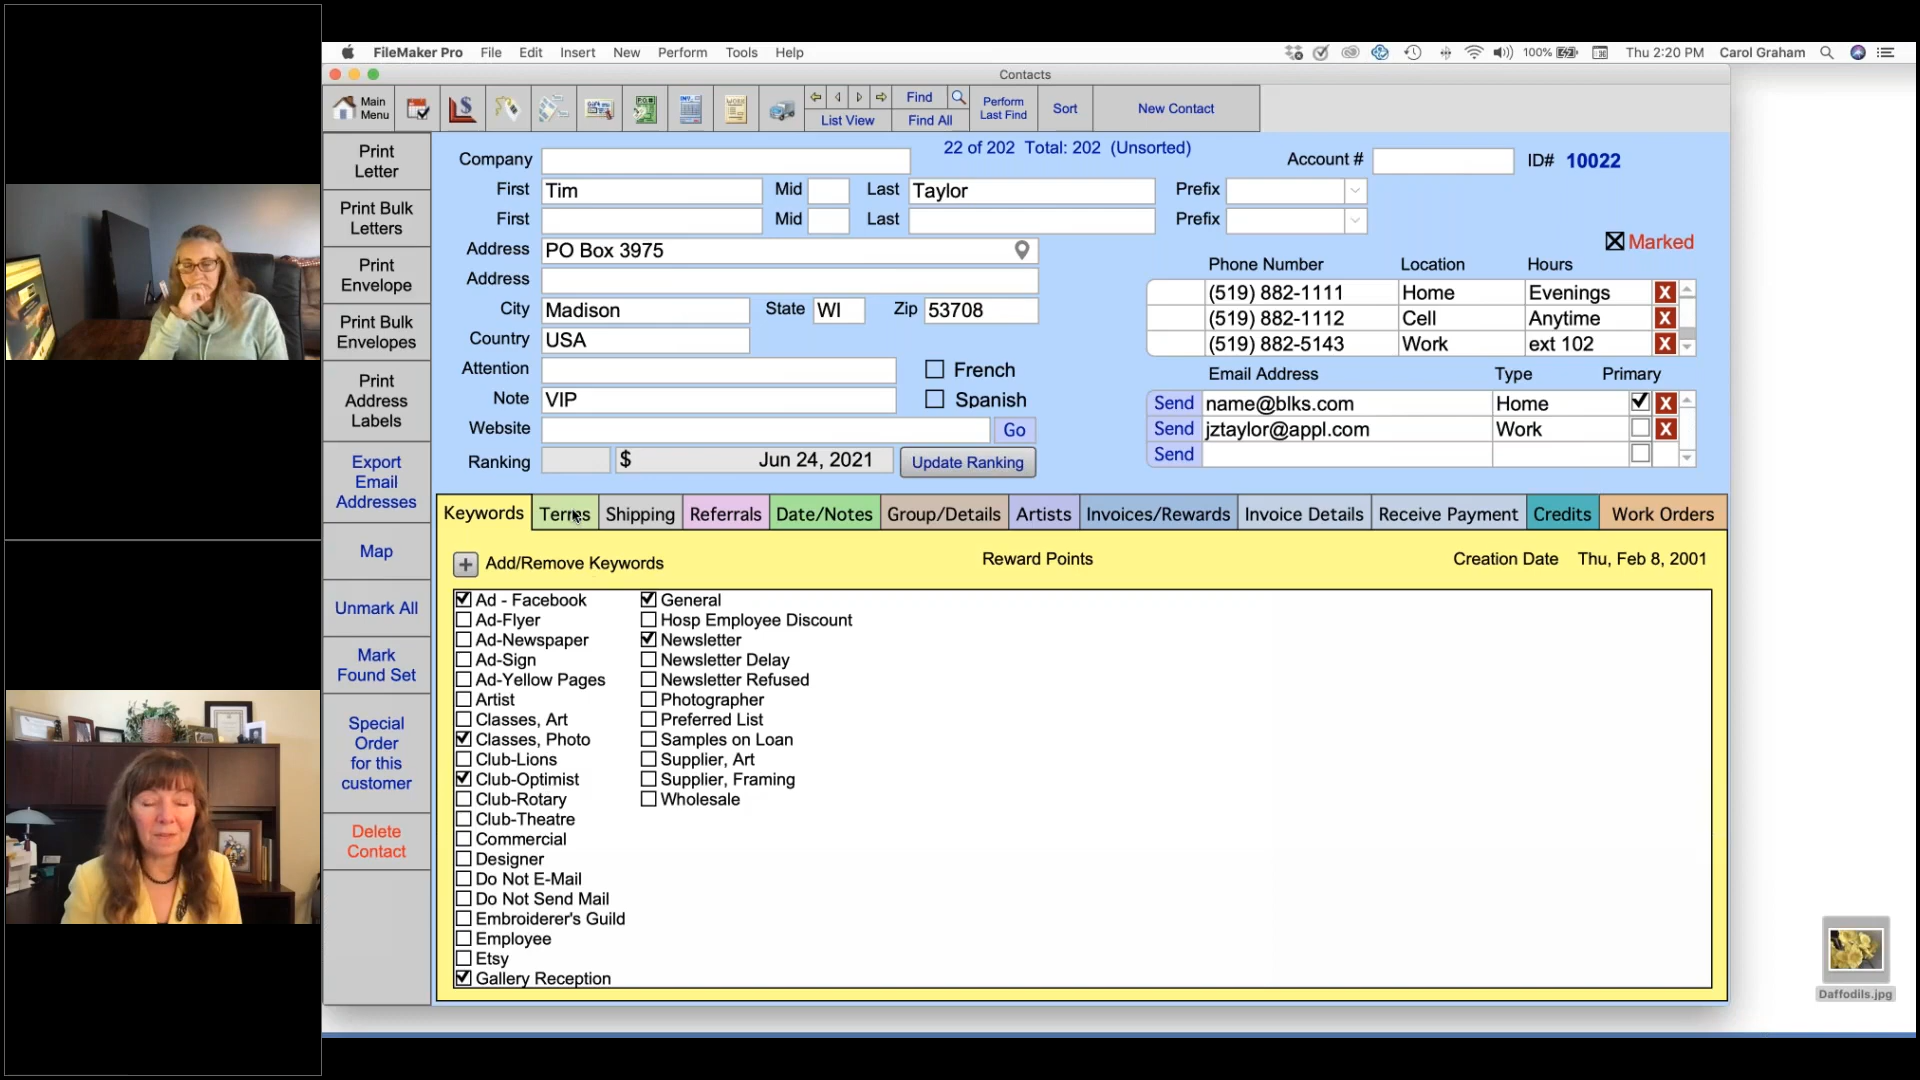 FileMaker Pro File Edit Insert New Perform Tools Help 100% Thu 2:20 PM Carol Graham
Contacts
Main Menu
List View
Find
Find All
Perform Last Find
Sort
New Contact
Print Letter
Print Bulk Letters
Print Envelope
Print Bulk Envelopes
Print Address Labels
Export Email Addresses
Map
Unmark All
Mark Found Set
Special Order for this customer
Delete Contact
22 of 202 Total: 202 (Unsorted)
Company
Account #
ID# 10022
First Tim Mid Last Taylor Prefix
First Mid Last Prefix
Address PO Box 3975
Address
City Madison State WI Zip 53708
Country USA
Attention
French
Note VIP
Spanish
Website Go
Ranking $ Jun 24, 2021 Update Ranking
Marked
Phone Number Location Hours
(519) 882-1111 Home Evenings X
(519) 882-1112 Cell Anytime X
(519) 882-5143 Work ext 102 X
Email Address Type Primary
Send name@blks.com Home X
Send jztaylor@appl.com Work X
Send
Keywords Terms Shipping Referrals Date/Notes Group/Details Artists Invoices/Rewards Invoice Details Receive Payment Credits Work Orders
+ Add/Remove Keywords
Reward Points
Creation Date Thu, Feb 8, 2001
Ad - Facebook
Ad-Flyer
Ad-Newspaper
Ad-Sign
Ad-Yellow Pages
Artist
Classes, Art
Classes, Photo
Club-Lions
Club-Optimist
Club-Rotary
Club-Theatre
Commercial
Designer
Do Not E-Mail
Do Not Send Mail
Embroiderer's Guild
Employee
Etsy
Gallery Reception
General
Hosp Employee Discount
Newsletter
Newsletter Delay
Newsletter Refused
Photographer
Preferred List
Samples on Loan
Supplier, Art
Supplier, Framing
Wholesale
Daffodils.jpg